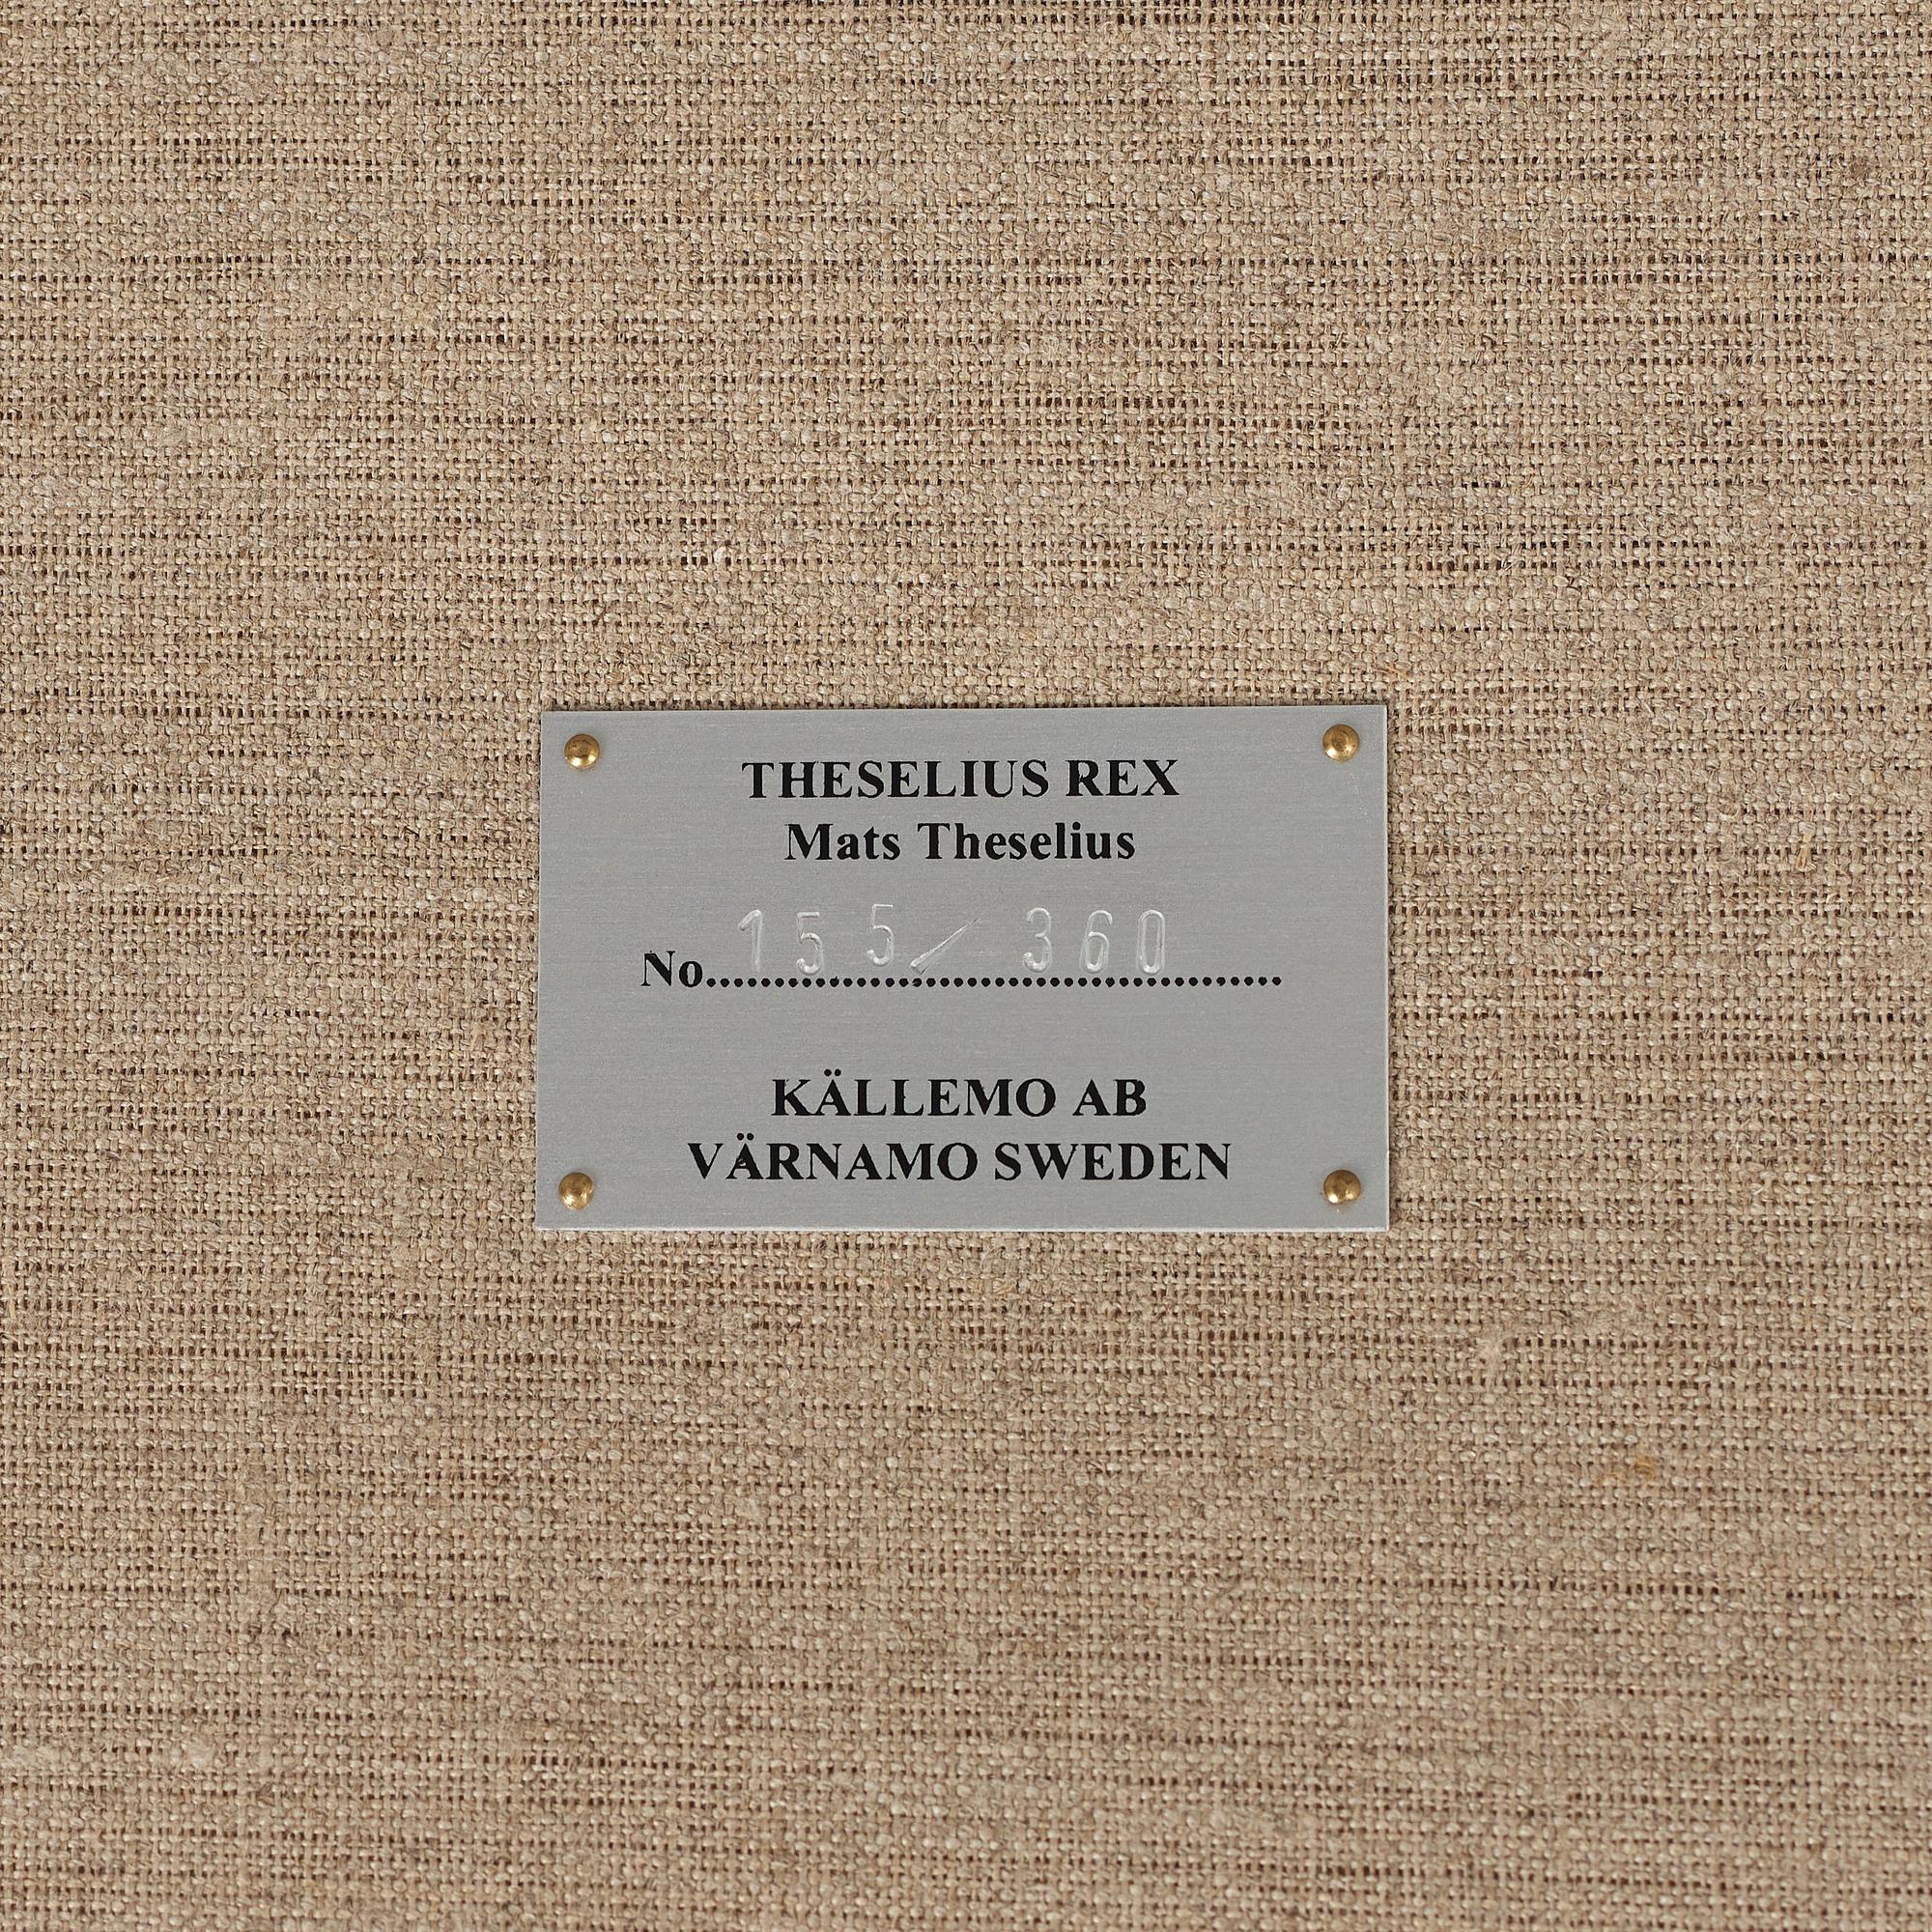 THESELIUS REX
Mats Theselius
No. 155/ 360
KÄLLEMO AB
VÄRNAMO SWEDEN